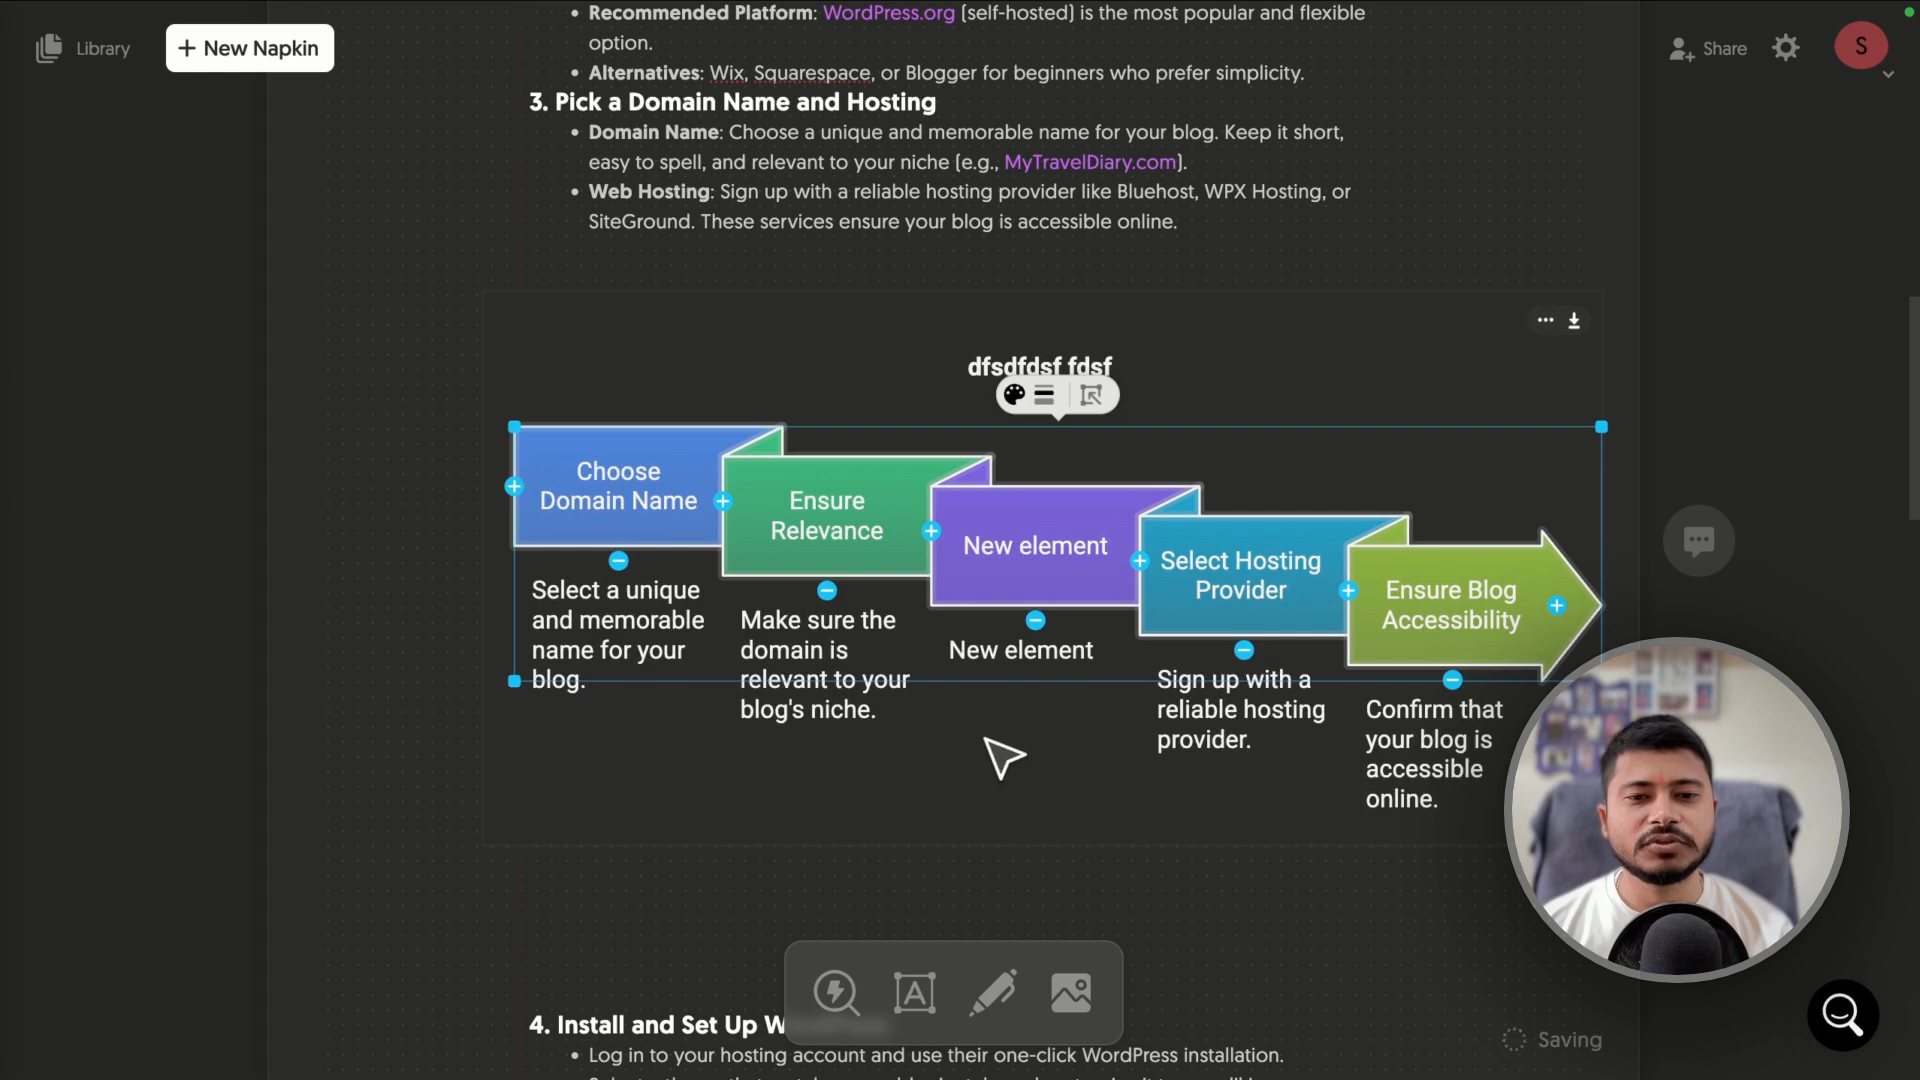 • Recommended Platform: WordPress.org (self-hosted) is the most popular and flexible
option.
Library
+ New Napkin
Share
S
• Alternatives: Wix, Squarespace, or Blogger for beginners who prefer simplicity.
3. Pick a Domain Name and Hosting
• Domain Name: Choose a unique and memorable name for your blog. Keep it short,
easy to spell, and relevant to your niche (e.g., MyTravelDiary.com).
• Web Hosting: Sign up with a reliable hosting provider like Bluehost, WPX Hosting, or
SiteGround. These services ensure your blog is accessible online.
dfsdfdsf fdsf
Choose
Domain Name
Select a unique
and memorable
name for your
blog.
Ensure
Relevance
Make sure the
domain is
relevant to your
blog's niche.
New element
New element
Select Hosting
Provider
Sign up with a
reliable hosting
provider.
Ensure Blog
Accessibility
Confirm that
your blog is
accessible
online.
4. Install and Set Up
• Log in to your hosting account and use their one-click WordPress installation.
Saving